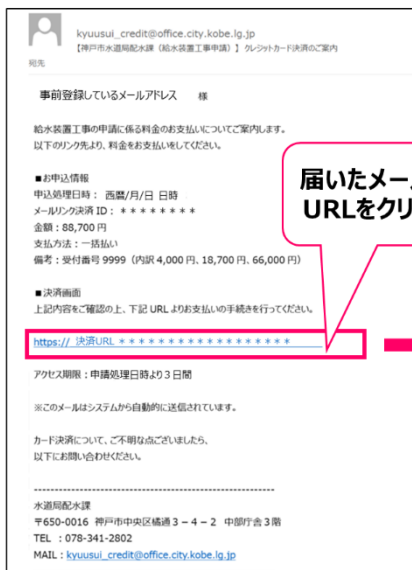 kyuusui_credit@office.city.kobe.lg.jp
【神戸市水道局配水課（給水装置工事申請）】クレジットカード決済のご案内
宛先
事前登録しているメールアドレス 様
給水装置工事の申請に係る料金のお支払いについてご案内します。
以下のリンク先より、料金をお支払いをしてください。
届いたメー
URLをクリ
■お申込情報
申込処理日時： 西暦/月/日 日時
メールリンク決済 ID：＊＊＊＊＊＊＊＊
金額：88,700 円
支払方法：一括払い
備考：受付番号 9999（内訳 4,000 円、18,700 円、66,000 円）
■決済画面
上記内容をご確認の上、下記 URL よりお支払いの手続きを行ってください。
https:// 決済URL＊＊＊＊＊＊＊＊＊＊＊＊＊＊＊＊＊＊
アクセス期限：申請処理日時より3日間
※このメールはシステムから自動的に送信されています。
カード決済について、ご不明な点ございましたら、
以下にお問い合わせください。
------------------------------------------------------------
水道局配水課
〒650-0016 神戸市中央区橘通３－４－２ 中部庁舎３階
TEL ：078-341-2802
MAIL：kyuusui_credit@office.city.kobe.lg.jp